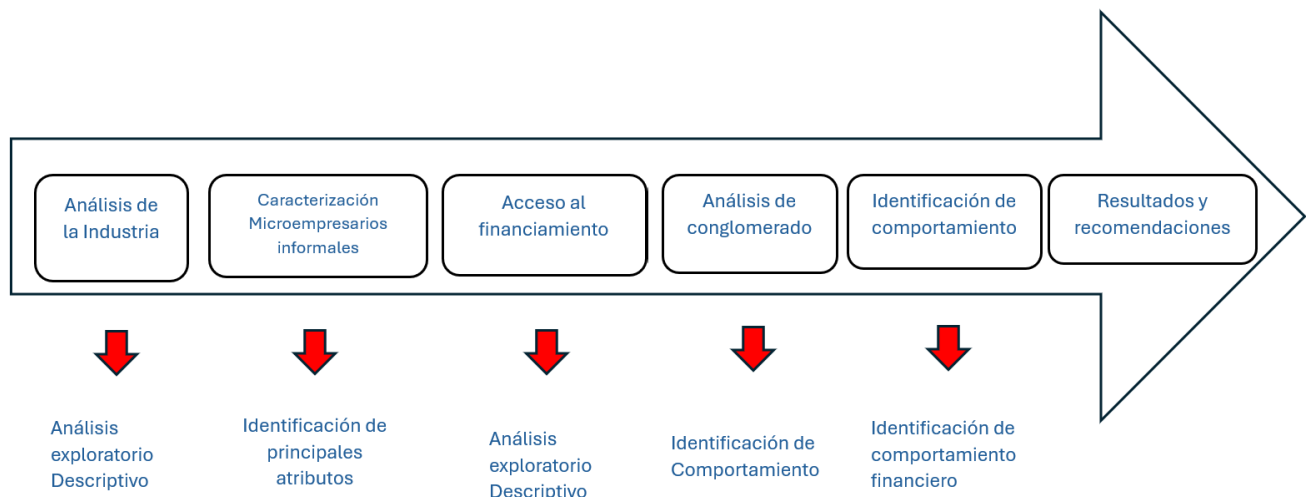 Análisis de
la Industria
Caracterización
Microempresarios
informales
Acceso al
financiamiento
Análisis de
conglomerado
Identificación de
comportamiento
Resultados y
recomendaciones
Análisis
exploratorio
Descriptivo
Identificación de
principales
atributos
Análisis
exploratorio
Descriptivo
Identificación de
Comportamiento
Identificación de
comportamiento
financiero